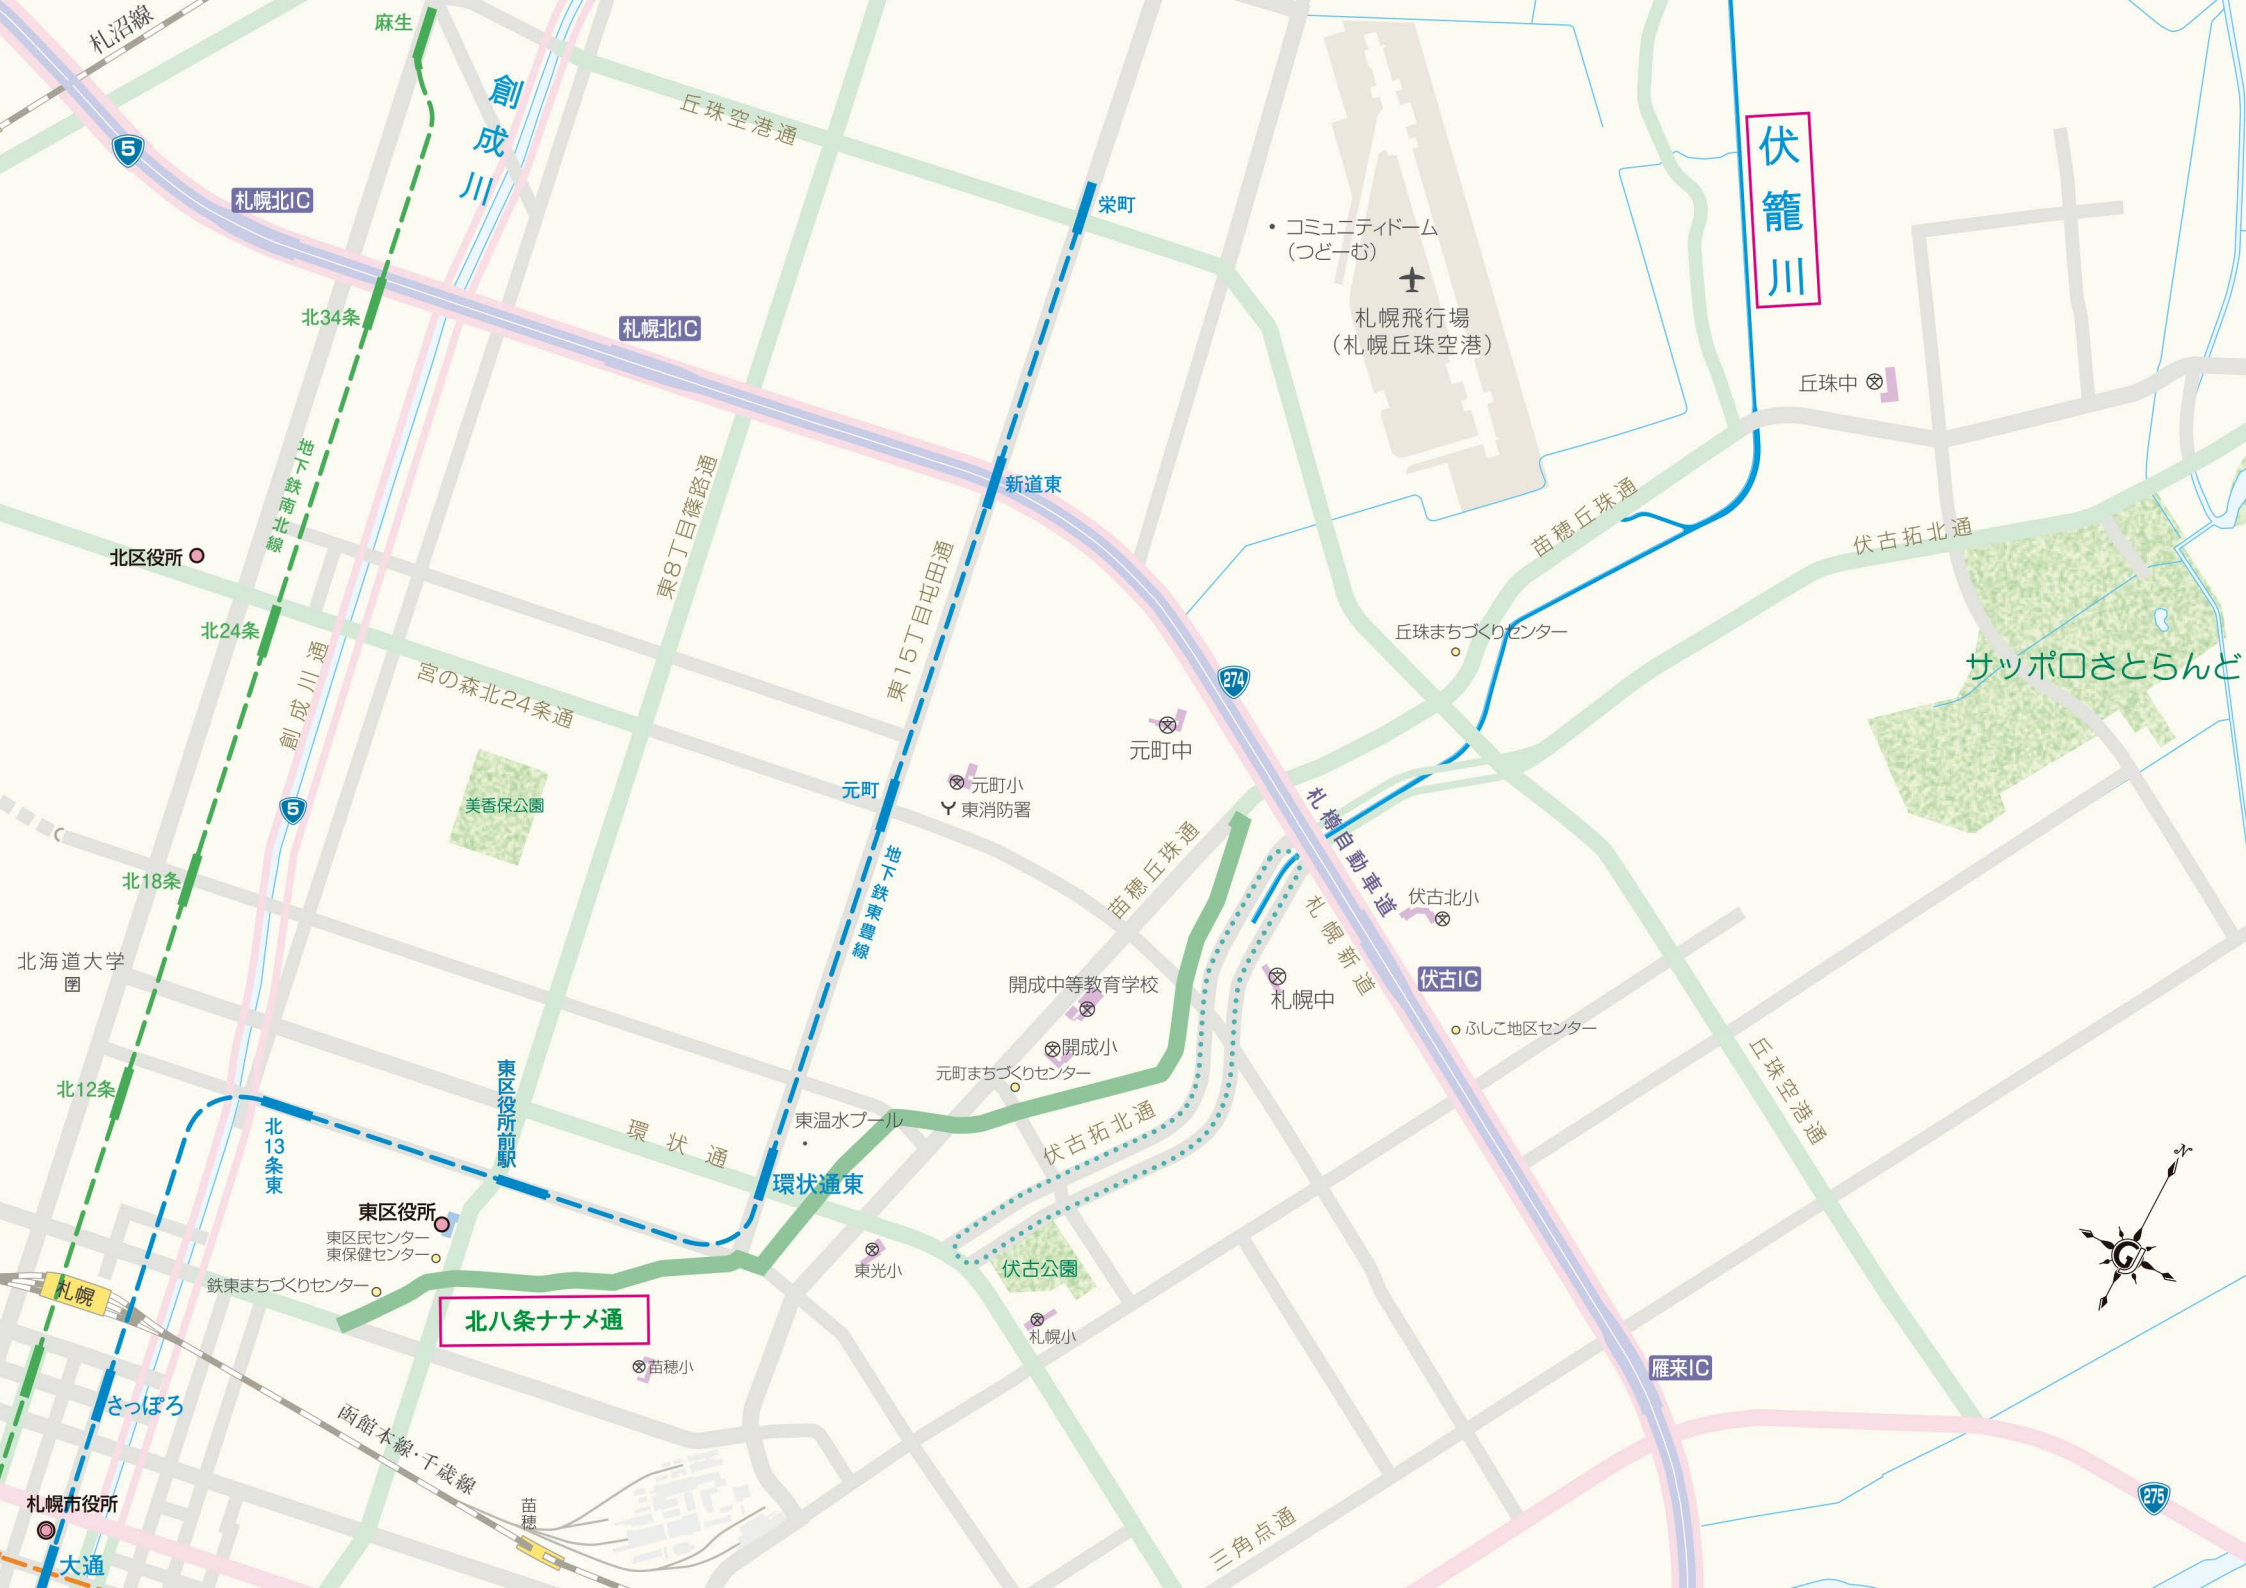 札沼線
麻生
創成川
丘珠空港通
5
札幌北IC
栄町
コミュニティドーム
(つどーむ)
札幌飛行場
(札幌丘珠空港)
伏籠川
北34条
札幌北IC
丘珠中
地下鉄南北線
東8丁目篠路通
新道東
苗穂丘珠通
伏古拓北通
北区役所
東15丁目屯田通
北24条
丘珠まちづくりセンター
サッポロさとらんど
創成川通
宮の森北24条通
274
元町中
元町
元町小
東消防署
5
美香保公園
札樽自動車道
苗穂丘珠通
地下鉄東豊線
北18条
伏古北小
札幌新道
北海道大学
学
開成中等教育学校
札幌中
伏古IC
開成小
ふしこ地区センター
元町まちづくりセンター
北12条
東区役所前駅
丘珠空港通
北13条東
環状通
東温水プール
伏古拓北通
環状通東
N
G
東区役所
東区民センター
東保健センター
東光小
伏古公園
鉄東まちづくりセンター
札幌
北八条ナナメ通
札幌小
苗穂小
雁来IC
さっぽろ
函館本線・千歳線
札幌市役所
苗穂
275
三角点通
大通